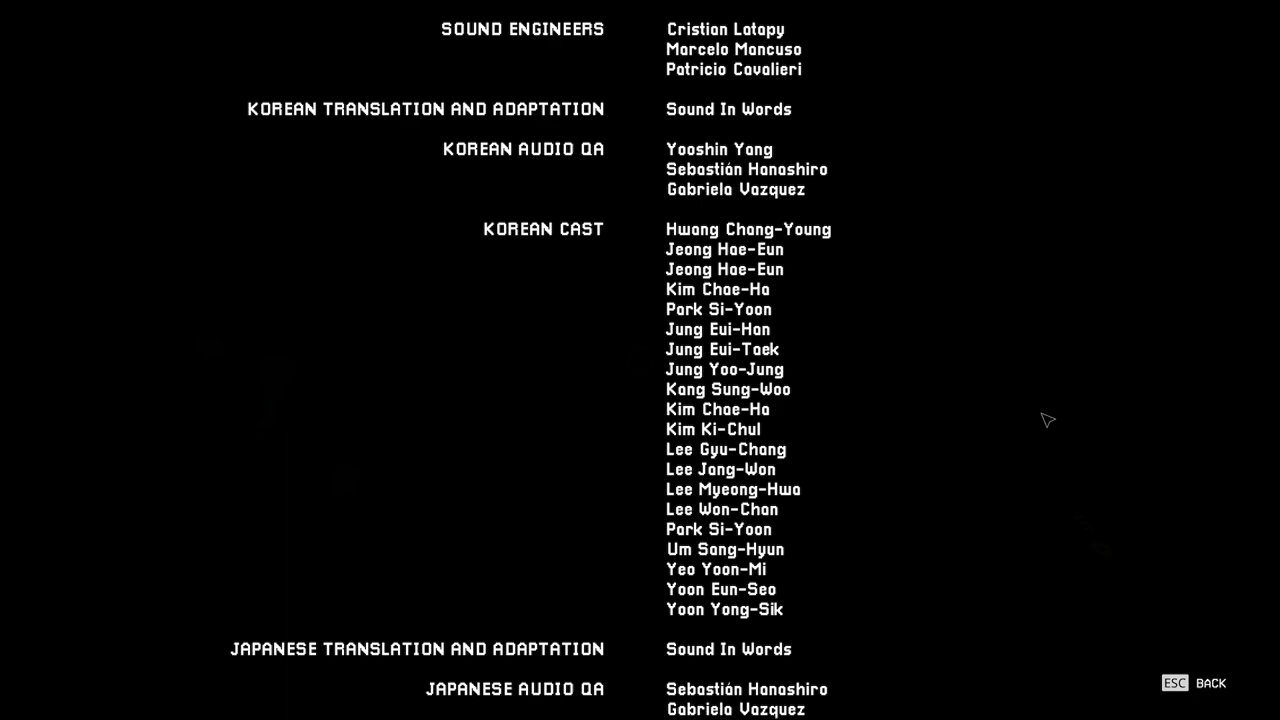 SOUND ENGINEERS Cristian Latapy
Marcelo Mancuso
Patricio Cavalieri
KOREAN TRANSLATION AND ADAPTATION Sound In Words
KOREAN AUDIO QA Yooshin Yang
Sebastián Hanashiro
Gabriela Vazquez
KOREAN CAST Hwang Chang-Young
Jeong Hae-Eun
Jeong Hae-Eun
Kim Chae-Ha
Park Si-Yoon
Jung Eui-Han
Jung Eui-Taek
Jung Yoo-Jung
Kang Sung-Woo
Kim Chae-Ha
Kim Ki-Chul
Lee Gyu-Chang
Lee Jang-Won
Lee Myeong-Hwa
Lee Won-Chan
Park Si-Yoon
Um Sang-Hyun
Yeo Yoon-Mi
Yoon Eun-Seo
Yoon Yong-Sik
JAPANESE TRANSLATION AND ADAPTATION Sound In Words
JAPANESE AUDIO QA Sebastián Hanashiro
Gabriela Vazquez
ESC BACK